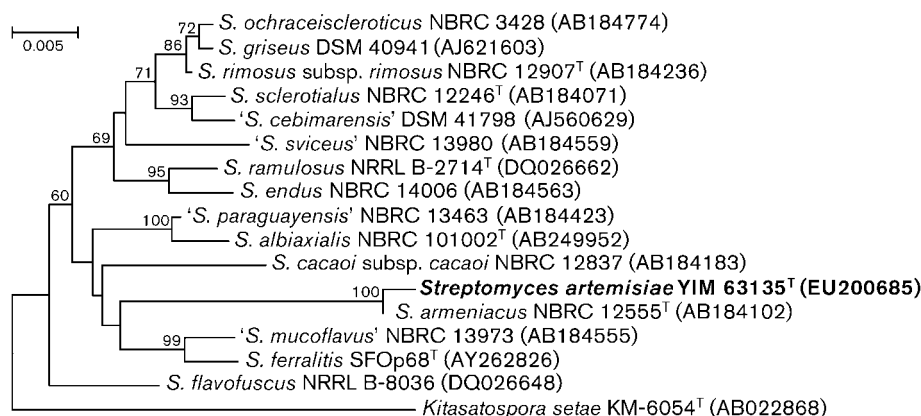 72 S. ochraceiscleroticus NBRC 3428 (AB184774)
0.005 86 S. griseus DSM 40941 (AJ621603)
S. rimosus subsp. rimosus NBRC 12907ᵀ (AB184236)
71 S. sclerotialus NBRC 12246ᵀ (AB184071)
93 'S. cebimarensis' DSM 41798 (AJ560629)
69 'S. sviceus' NBRC 13980 (AB184559)
95 S. ramulosus NRRL B-2714ᵀ (DQ026662)
60 S. endus NBRC 14006 (AB184563)
100 'S. paraguayensis' NBRC 13463 (AB184423)
S. albiaxialis NBRC 101002ᵀ (AB249952)
S. cacaoi subsp. cacaoi NBRC 12837 (AB184183)
100 Streptomyces artemisiae YIM 63135ᵀ (EU200685)
S. armeniacus NBRC 12555ᵀ (AB184102)
99 'S. mucoflavus' NBRC 13973 (AB184555)
S. ferralitis SFOp68ᵀ (AY262826)
S. flavofuscus NRRL B-8036 (DQ026648)
Kitasatospora setae KM-6054ᵀ (AB022868)